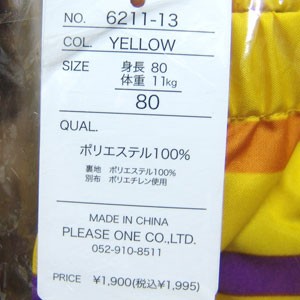 NO. 6211-13
COL. YELLOW
SIZE 身長 80
体重 11kg
80
QUAL.
ポリエステル100%
裏地 ポリエステル100%
別布 ポリエチレン使用
MADE IN CHINA
PLEASE ONE CO.,LTD.
052-910-8511
PRICE ¥1,900(税込¥1,995)